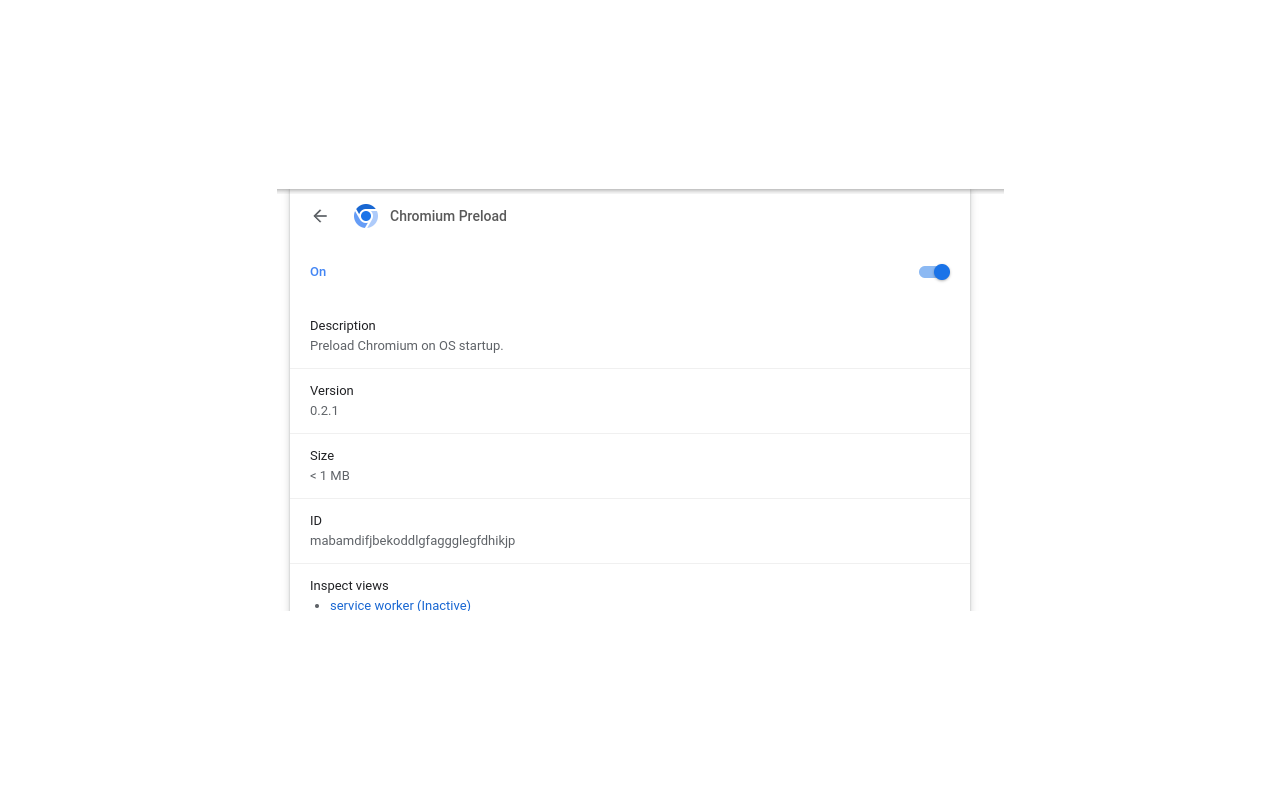 Chromium Preload
On
Description
Preload Chromium on OS startup.
Version
0.2.1
Size
< 1 MB
ID
mabamdifjbekoddlgfaggglegfdhikjp
Inspect views
service worker (Inactive)